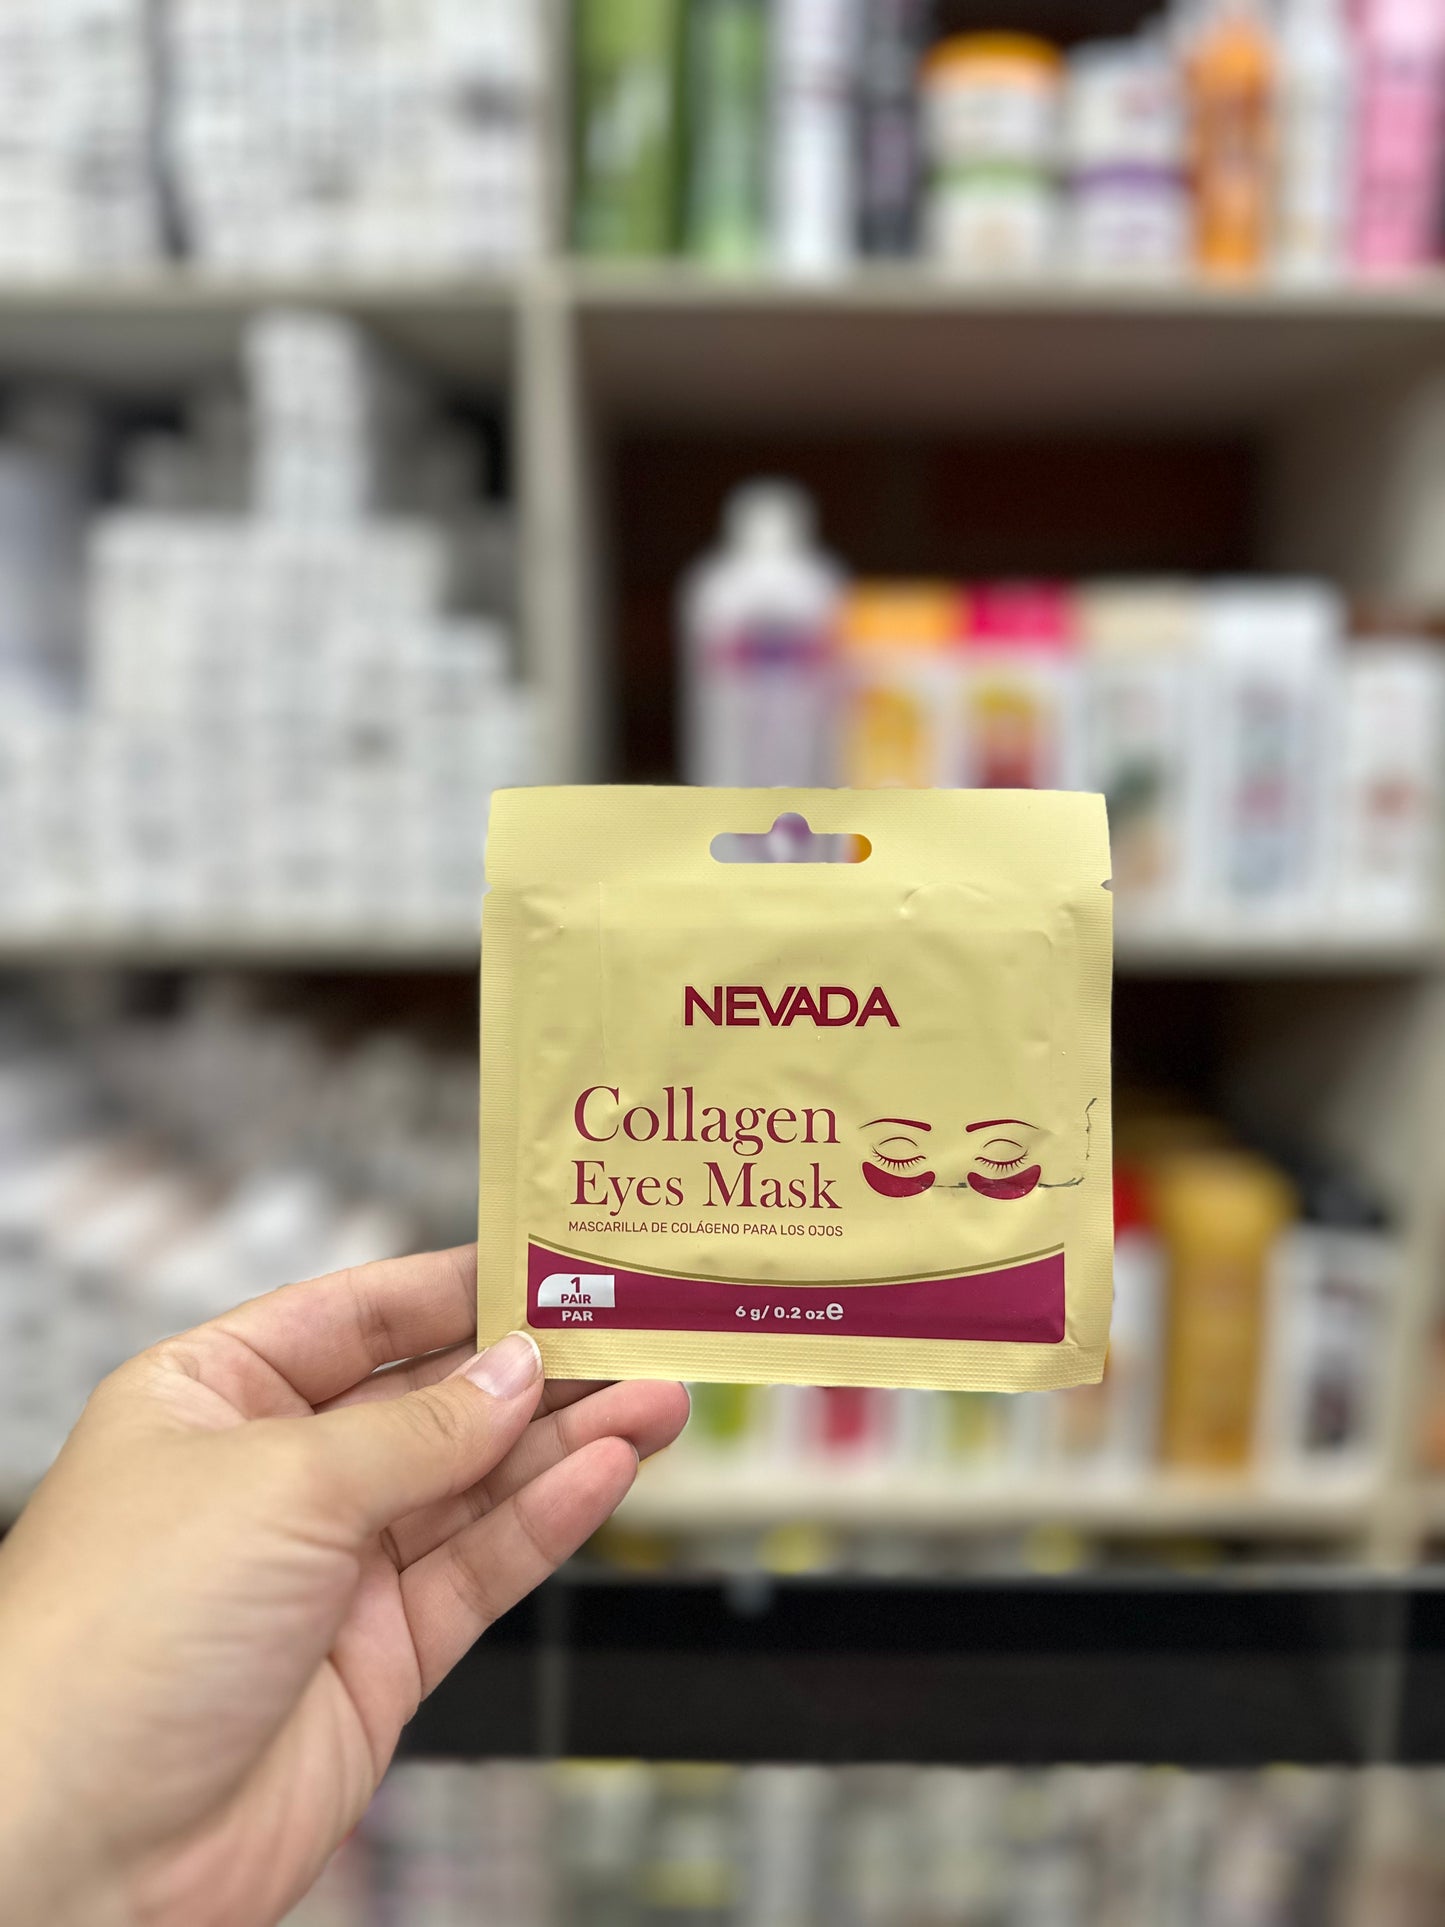 NEVADA
Collagen
Eyes Mask
MASCARILLA DE COLÁGENO PARA LOS OJOS
1
PAIR
PAR
6 g/ 0.2 oz℮